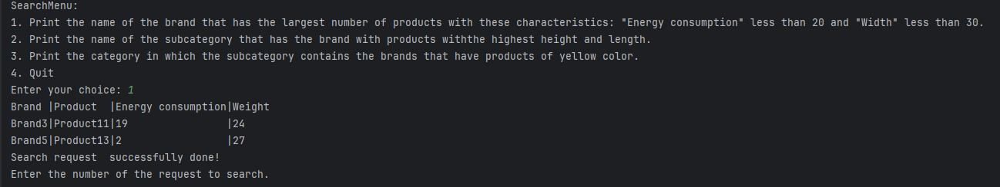 SearchMenu:
1. Print the name of the brand that has the largest number of products with these characteristics: "Energy consumption" less than 20 and "Width" less than 30.
2. Print the name of the subcategory that has the brand with products withthe highest height and length.
3. Print the category in which the subcategory contains the brands that have products of yellow color.
4. Quit
Enter your choice: 1
Brand |Product  |Energy consumption|Weight
Brand3|Product11|19                |24
Brand5|Product13|2                 |27
Search request  successfully done!
Enter the number of the request to search.